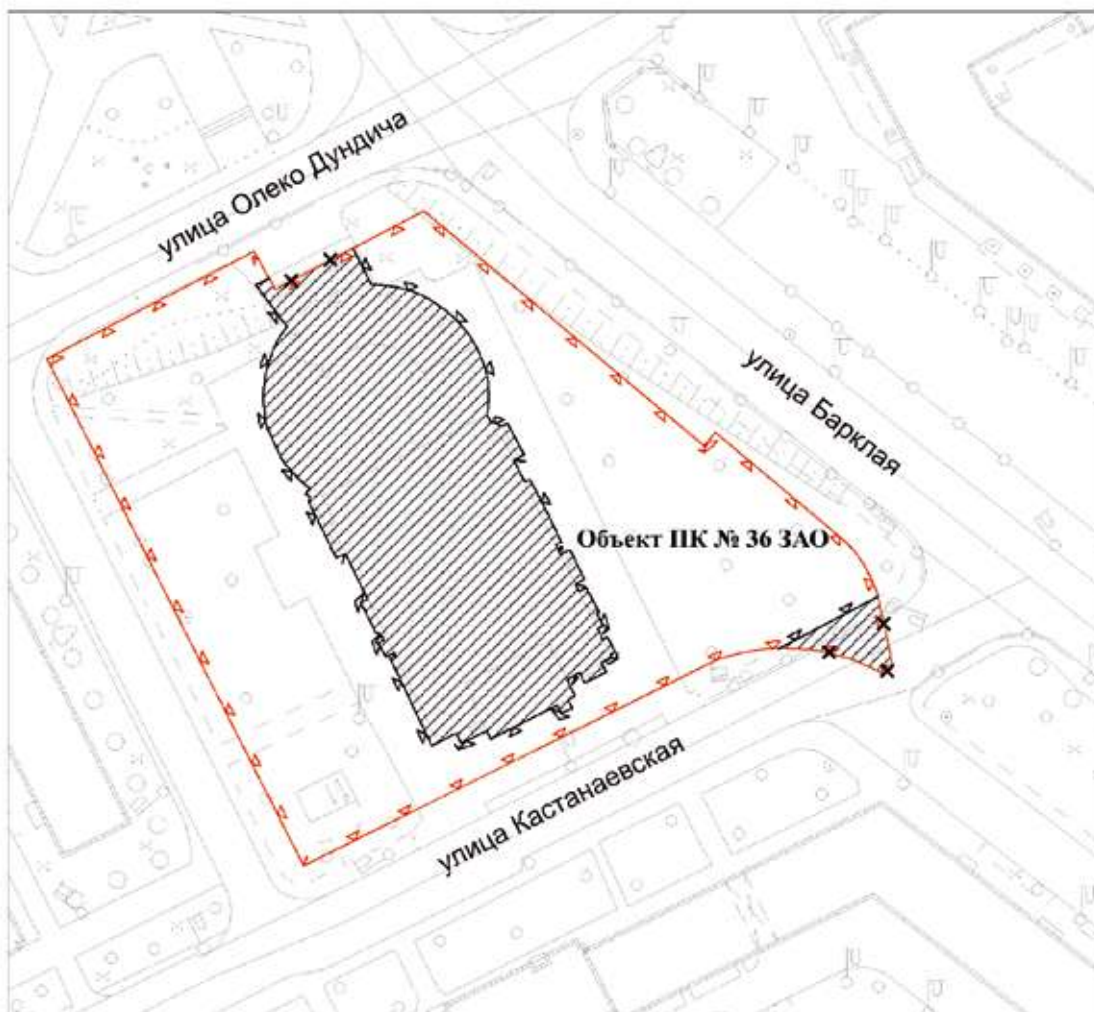 улица Олеко Дундича
улица Барклая
Объект ПК № 36 ЗАО
улица Кастанаевская